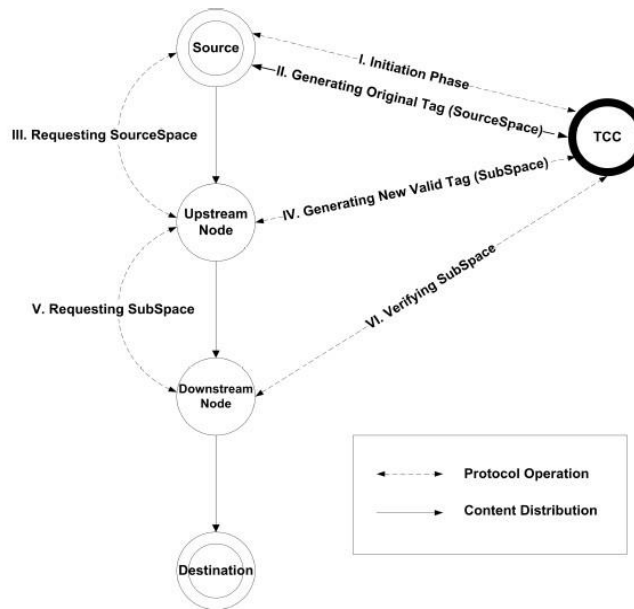 Source
I. Initiation Phase
II. Generating Original Tag (SourceSpace)
TCC
III. Requesting SourceSpace
IV. Generating New Valid Tag (SubSpace)
Upstream
Node
V. Requesting SubSpace
VI. Verifying SubSpace
Downstream
Node
Protocol Operation
Content Distribution
Destination